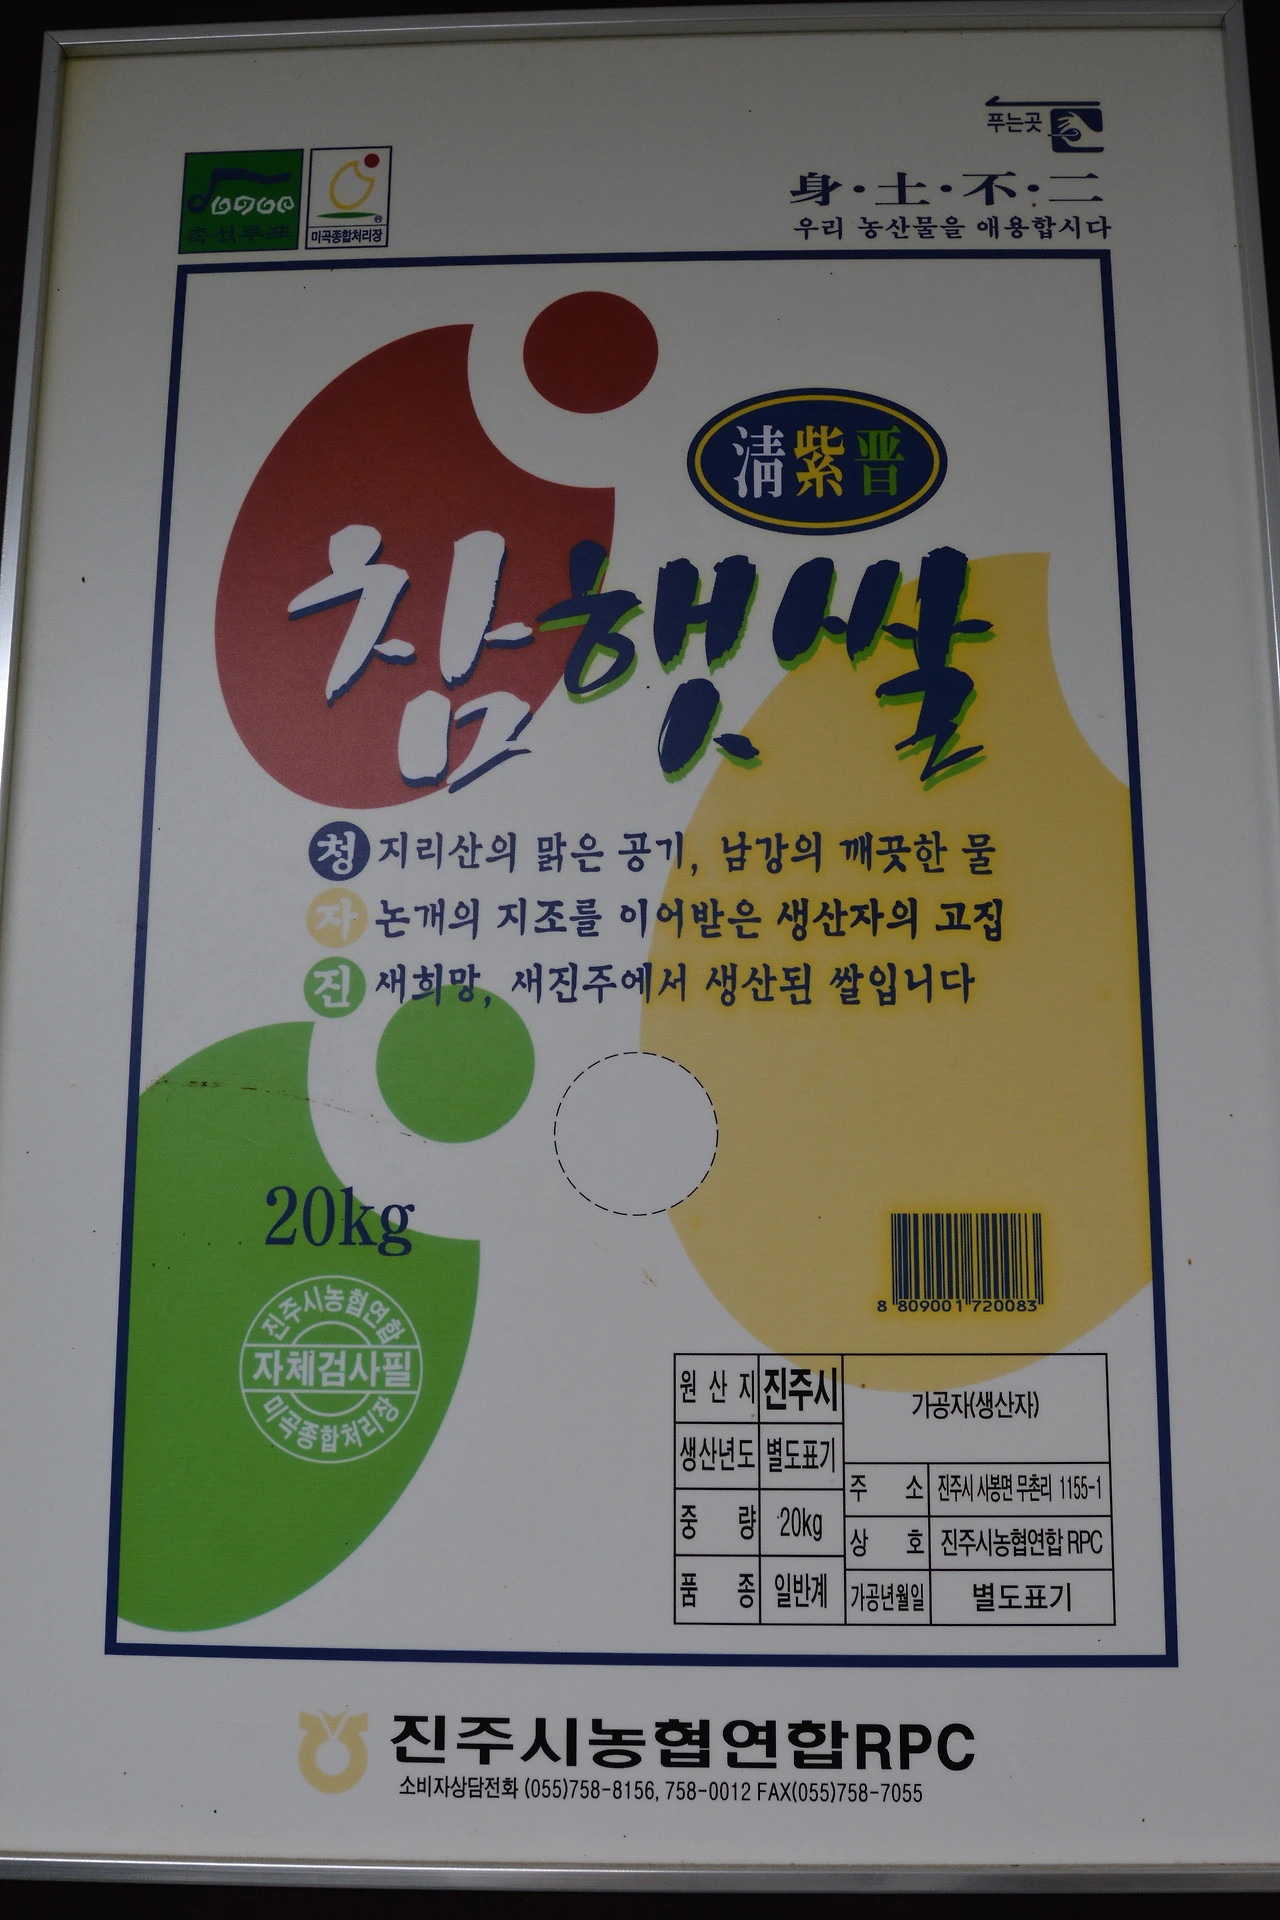 푸는곳
촉석루표
미곡종합처리장
身·土·不·二
우리 농산물을 애용합시다
淸紫晋
참햇쌀
청 지리산의 맑은 공기, 남강의 깨끗한 물
자 논개의 지조를 이어받은 생산자의 고집
진 새희망, 새진주에서 생산된 쌀입니다
20kg
진주시농협연합
자체검사필
미곡종합처리장
8 809001 720083
원산지 진주시
생산년도 별도표기
중량 20kg
품종 일반계
가공자(생산자)
주소 진주시 사봉면 무촌리 1155-1
상호 진주시농협연합 RPC
가공년월일 별도표기
진주시농협연합RPC
소비자상담전화 (055)758-8156, 758-0012 FAX(055)758-7055